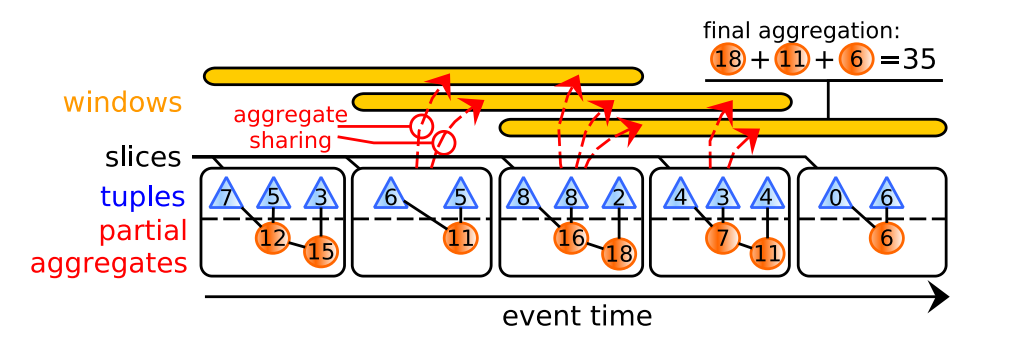 final aggregation:
18 + 11 + 6 =35
windows
aggregate
sharing
slices
tuples
7 5 3 6 5 8 8 2 4 3 4 0 6
partial
aggregates
12 15 11 16 18 7 11 6
event time